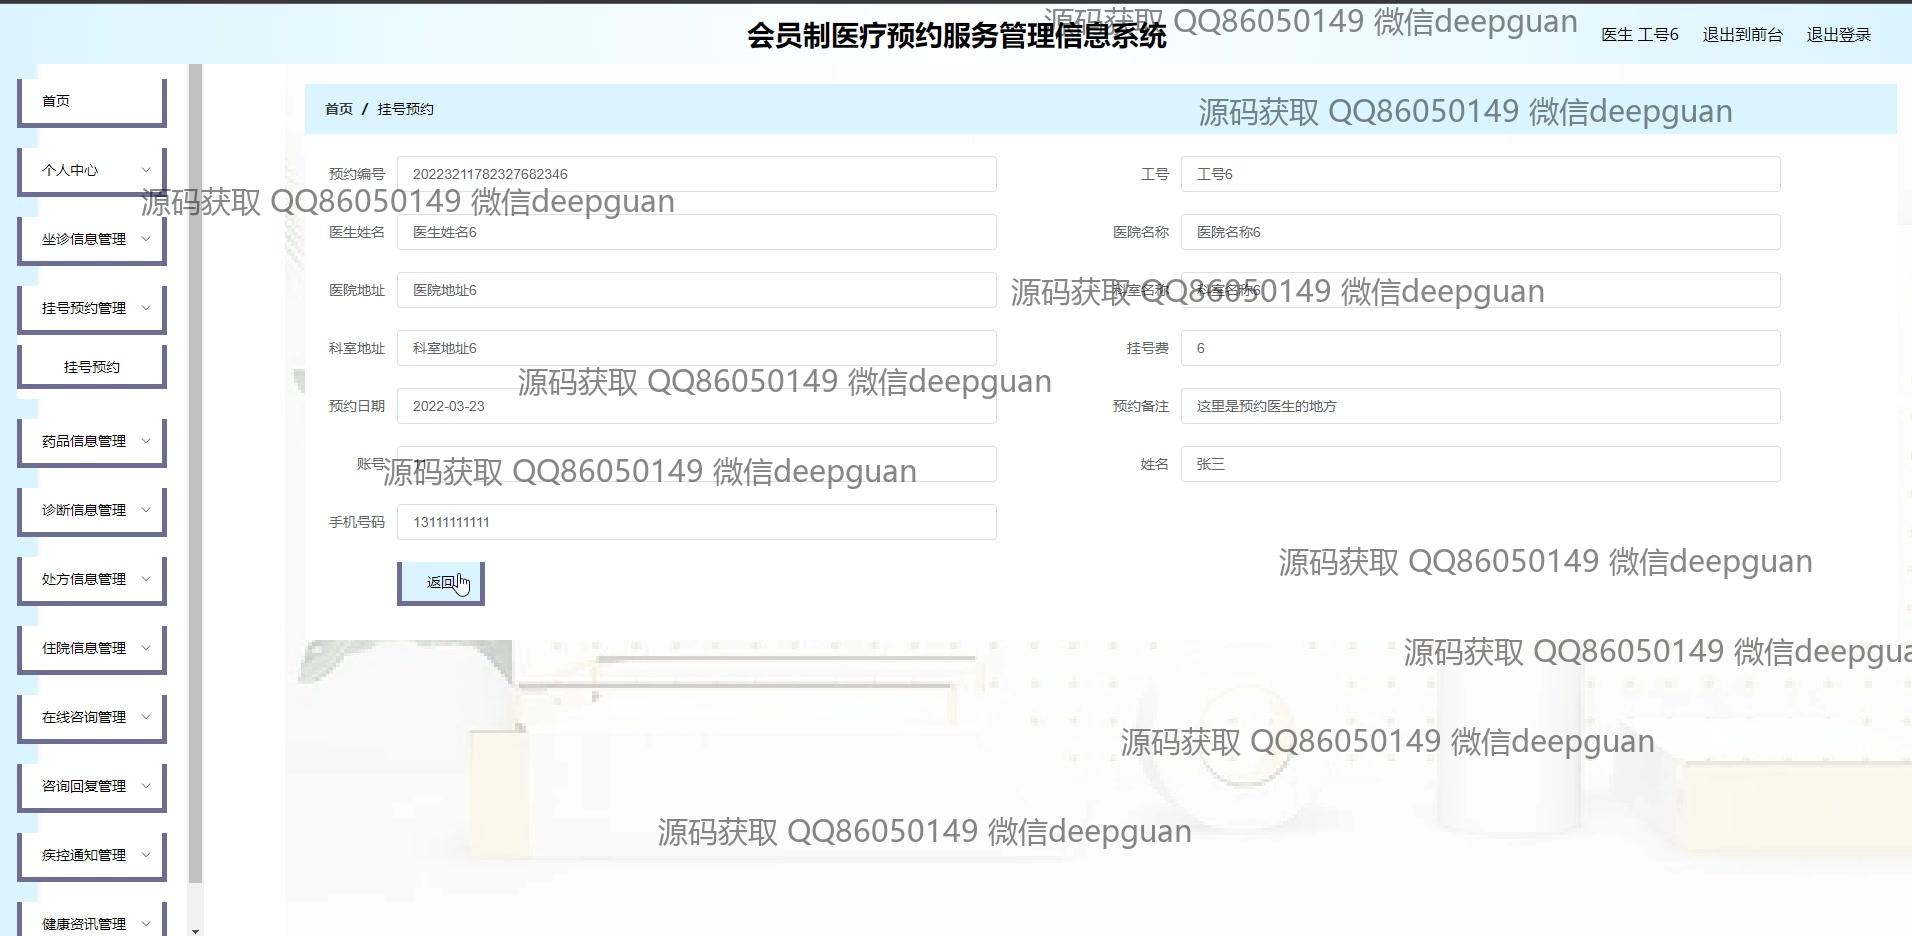 会员制医疗预约服务管理信息系统
源码获取 QQ86050149 微信deepguan
医生 工号6 退出到前台 退出登录
首页
个人中心
坐诊信息管理
挂号预约管理
挂号预约
药品信息管理
诊断信息管理
处方信息管理
住院信息管理
在线咨询管理
咨询回复管理
疾控通知管理
健康资讯管理
首页 / 挂号预约
源码获取 QQ86050149 微信deepguan
预约编号 20223211782327682346
工号 工号6
源码获取 QQ86050149 微信deepguan
医生姓名 医生姓名6
医院名称 医院名称6
医院地址 医院地址6
科室名称 科室名称6
源码获取 QQ86050149 微信deepguan
科室地址 科室地址6
挂号费 6
源码获取 QQ86050149 微信deepguan
预约日期 2022-03-23
预约备注 这里是预约医生的地方
账号
源码获取 QQ86050149 微信deepguan
姓名 张三
手机号码 13111111111
源码获取 QQ86050149 微信deepguan
返回
源码获取 QQ86050149 微信deepgua
源码获取 QQ86050149 微信deepguan
源码获取 QQ86050149 微信deepguan